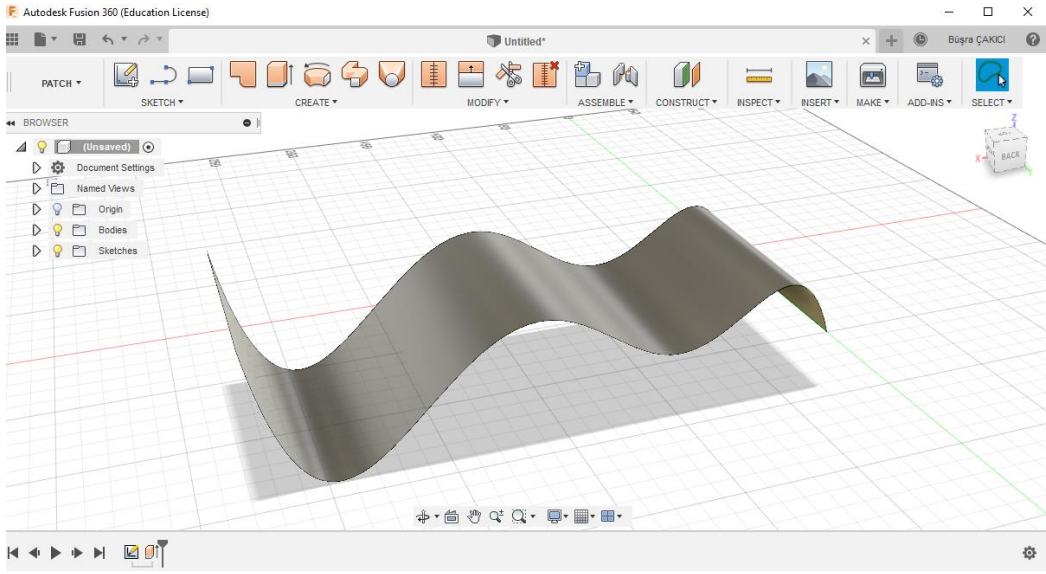 Autodesk Fusion 360 (Education License)
Untitled*
Büşra ÇAKICI
PATCH
SKETCH
CREATE
MODIFY
ASSEMBLE
CONSTRUCT
INSPECT
INSERT
MAKE
ADD-INS
SELECT
BROWSER
(Unsaved)
Document Settings
Named Views
Origin
Bodies
Sketches
Z
X
BACK